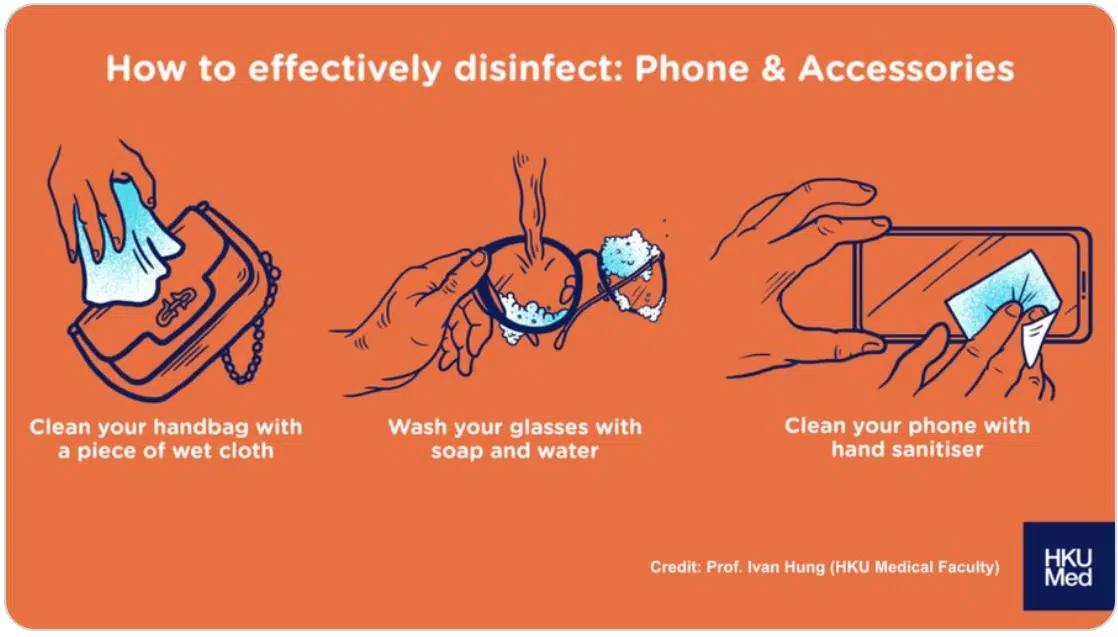 How to effectively disinfect: Phone & Accessories
Clean your handbag with
a piece of wet cloth
Wash your glasses with
soap and water
Clean your phone with
hand sanitiser
Credit: Prof. Ivan Hung (HKU Medical Faculty)
HKU
Med